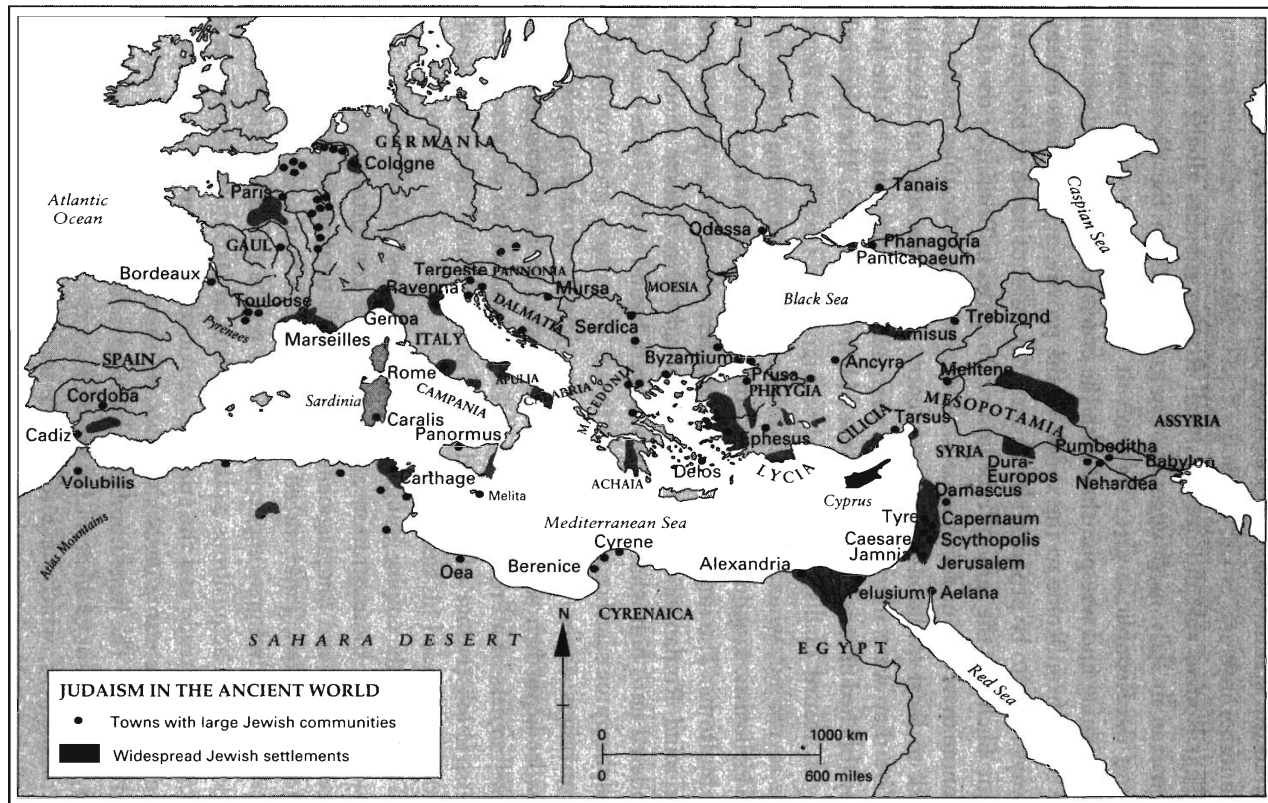 GERMANIA
Cologne
Paris
Atlantic
Ocean
GAUL
Bordeaux
Toulouse
Pyrenees
Marseilles
SPAIN
Cordoba
Cadiz
Volubilis
Atlas Mountains
Tergeste
PANNONIA
Ravenna
Mursa
DALMATIA
MOESIA
Genoa
ITALY
Serdica
Rome
Sardinia
CAMPANIA
APULIA
CALABRIA
MACEDONIA
Caralis
Panormus
Carthage
Melita
ACHAIA
Delos
Tanais
Odessa
Phanagoria
Panticapaeum
Black Sea
Caspian Sea
Trebizond
Amisus
Byzantium
Ancyra
Prusa
PHRYGIA
Melitene
MESOPOTAMIA
ASSYRIA
CILICIA
Tarsus
Ephesus
LYCIA
SYRIA
Dura-
Europos
Pumbeditha
Babylon
Nehardea
Cyprus
Damascus
Tyre
Capernaum
Caesare
Scythopolis
Jamnia
Jerusalem
Mediterranean Sea
Cyrene
Berenice
Oea
Alexandria
Pelusium
Aelana
CYRENAICA
EGYPT
SAHARA DESERT
Red Sea
N
JUDAISM IN THE ANCIENT WORLD
Towns with large Jewish communities
Widespread Jewish settlements
0 1000 km
0 600 miles